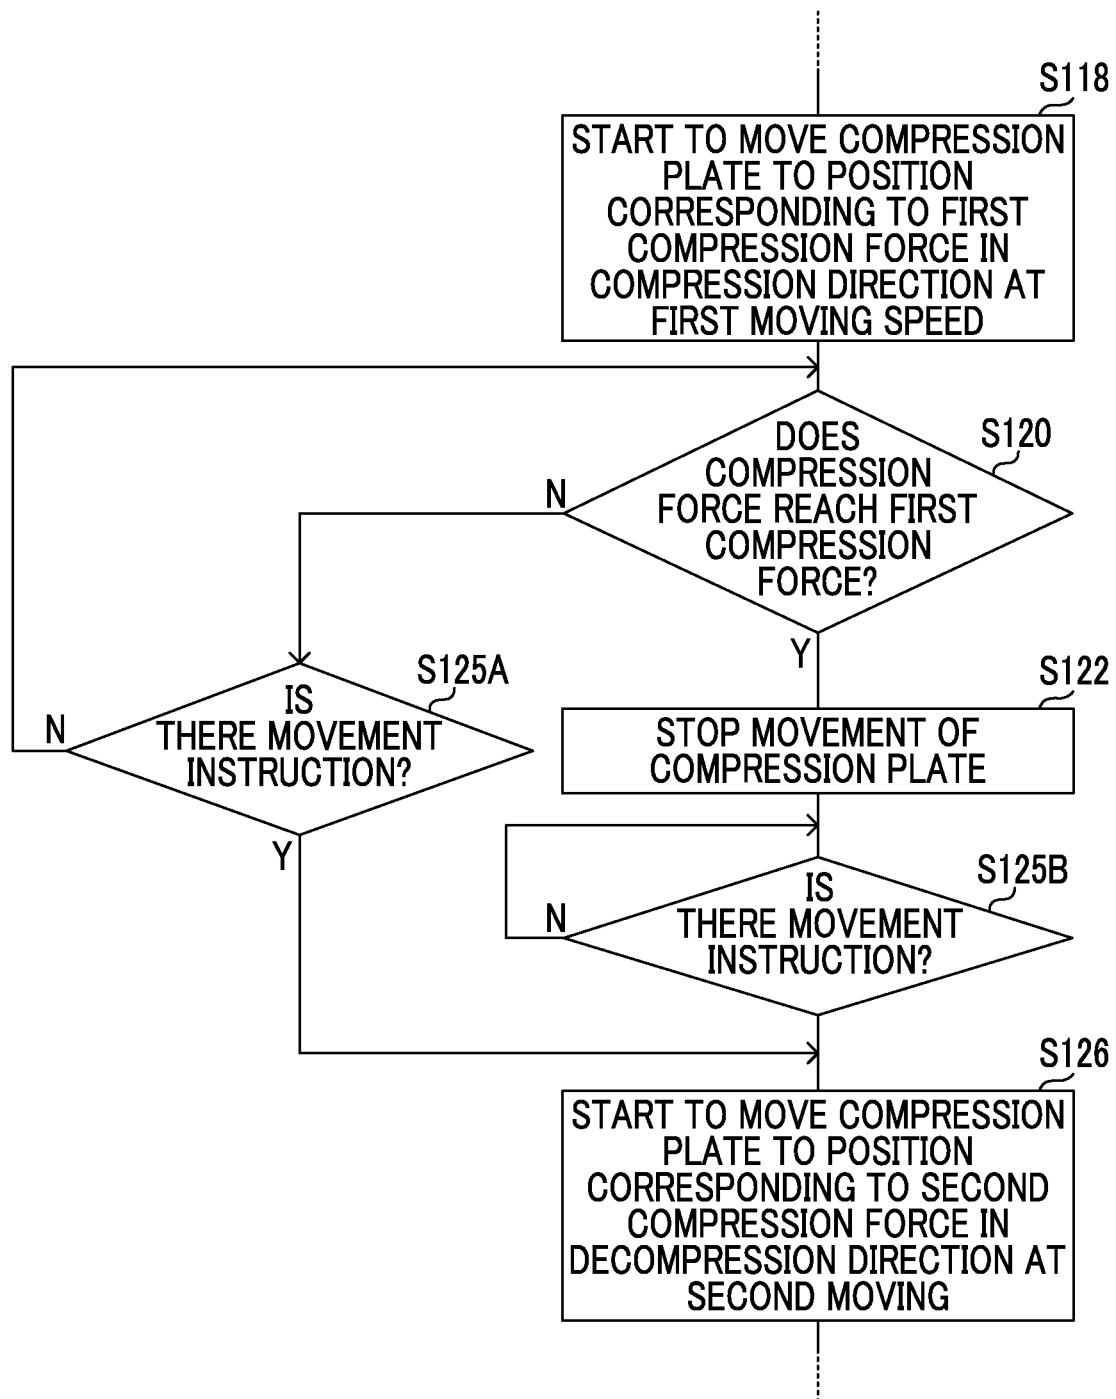 S118
START TO MOVE COMPRESSION
PLATE TO POSITION
CORRESPONDING TO FIRST
COMPRESSION FORCE IN
COMPRESSION DIRECTION AT
FIRST MOVING SPEED
S120
DOES
COMPRESSION
FORCE REACH FIRST
COMPRESSION
FORCE?
N
Y
S125A
IS
THERE MOVEMENT
INSTRUCTION?
N
Y
S122
STOP MOVEMENT OF
COMPRESSION PLATE
S125B
IS
THERE MOVEMENT
INSTRUCTION?
N
S126
START TO MOVE COMPRESSION
PLATE TO POSITION
CORRESPONDING TO SECOND
COMPRESSION FORCE IN
DECOMPRESSION DIRECTION AT
SECOND MOVING